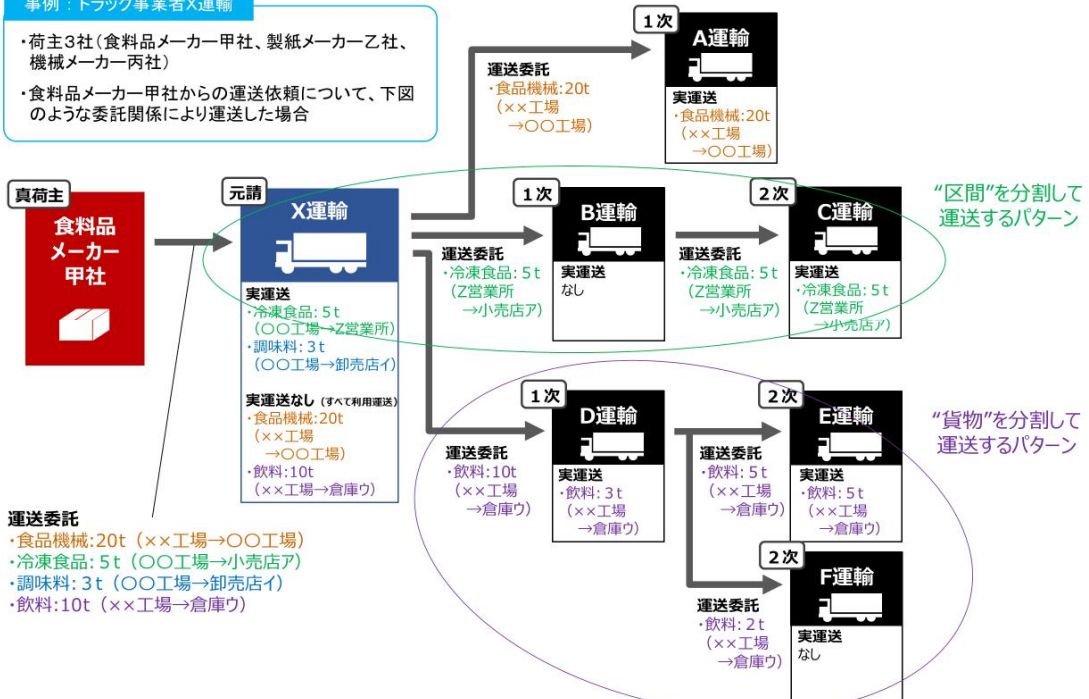 事例：トラック事業者X運輸
・荷主3社(食料品メーカー甲社、製紙メーカー乙社、
機械メーカー丙社)
・食料品メーカー甲社からの運送依頼について、下図
のような委託関係により運送した場合
運送委託
・食品機械:20t
(××工場
→〇〇工場)
1次
A運輸
実運送
・食品機械:20t
(××工場
→〇〇工場)
真荷主
食料品
メーカー
甲社
元請
X運輸
実運送
・冷凍食品: 5t
(〇〇工場→Z営業所)
・調味料: 3t
(〇〇工場→卸売店イ)
実運送なし (すべて利用運送)
・食品機械:20t
(××工場
→〇〇工場)
・飲料:10t
(××工場→倉庫ウ)
運送委託
・冷凍食品: 5t
(Z営業所
→小売店ア)
1次
B運輸
実運送
なし
運送委託
・冷凍食品: 5t
(Z営業所
→小売店ア)
2次
C運輸
実運送
・冷凍食品: 5t
(Z営業所
→小売店ア)
“区間”を分割して
運送するパターン
運送委託
・飲料:10t
(××工場
→倉庫ウ)
1次
D運輸
実運送
・飲料: 3t
(××工場
→倉庫ウ)
運送委託
・飲料: 5t
(××工場
→倉庫ウ)
2次
E運輸
実運送
・飲料: 5t
(××工場
→倉庫ウ)
“貨物”を分割して
運送するパターン
運送委託
・飲料: 2t
(××工場
→倉庫ウ)
2次
F運輸
実運送
なし
運送委託
・食品機械:20t (××工場→〇〇工場)
・冷凍食品: 5t (〇〇工場→小売店ア)
・調味料: 3t (〇〇工場→卸売店イ)
・飲料:10t (××工場→倉庫ウ)